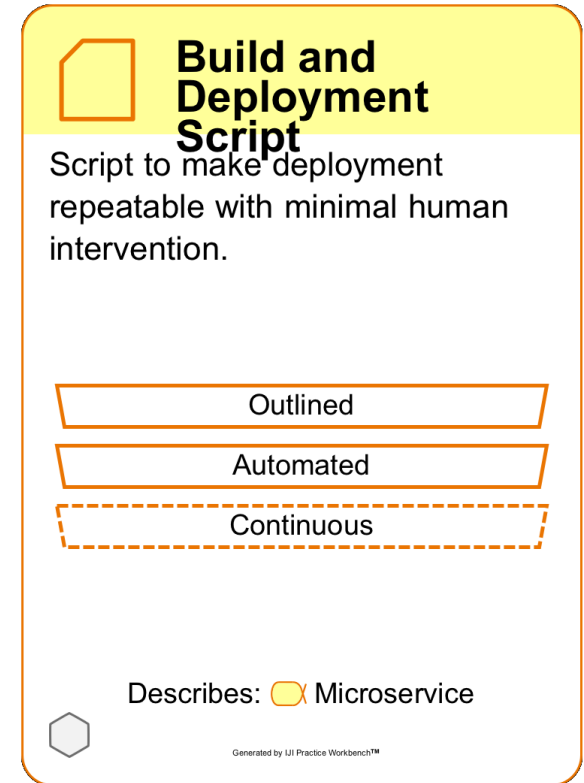 Build and
Deployment
Script
Script to make deployment
repeatable with minimal human
intervention.
Outlined
Automated
Continuous
Describes: Microservice
Generated by IJI Practice Workbench™